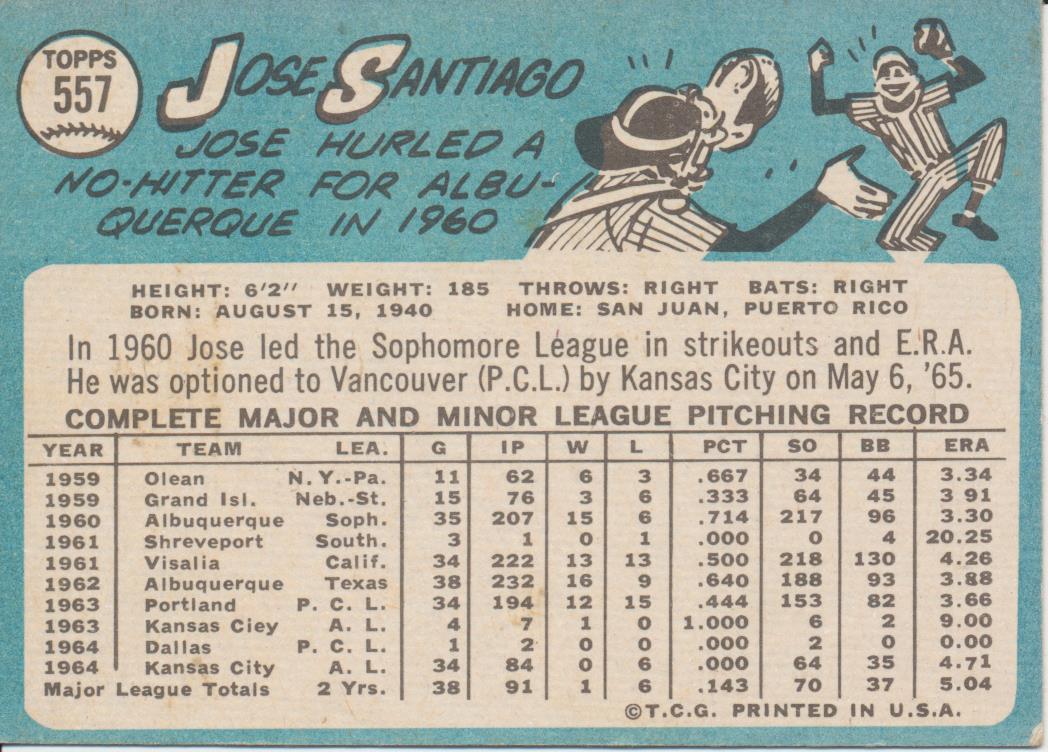 TOPPS
557
JOSE SANTIAGO
JOSE HURLED A
NO-HITTER FOR ALBU-
QUERQUE IN 1960
HEIGHT: 6'2" WEIGHT: 185 THROWS: RIGHT BATS: RIGHT
BORN: AUGUST 15, 1940 HOME: SAN JUAN, PUERTO RICO
In 1960 Jose led the Sophomore League in strikeouts and E.R.A.
He was optioned to Vancouver (P.C.L.) by Kansas City on May 6, '65.
COMPLETE MAJOR AND MINOR LEAGUE PITCHING RECORD
YEAR TEAM LEA. G IP W L PCT SO BB ERA
1959 Olean N.Y.-Pa. 11 62 6 3 .667 34 44 3.34
1959 Grand Isl. Neb.-St. 15 76 3 6 .333 64 45 3 91
1960 Albuquerque Soph. 35 207 15 6 .714 217 96 3.30
1961 Shreveport South. 3 1 0 1 .000 0 4 20.25
1961 Visalia Calif. 34 222 13 13 .500 218 130 4.26
1962 Albuquerque Texas 38 232 16 9 .640 188 93 3.88
1963 Portland P. C. L. 34 194 12 15 .444 153 82 3.66
1963 Kansas Ciey A. L. 4 7 1 0 1.000 6 2 9.00
1964 Dallas P. C. L. 1 2 0 0 .000 2 0 0.00
1964 Kansas City A. L. 34 84 0 6 .000 64 35 4.71
Major League Totals 2 Yrs. 38 91 1 6 .143 70 37 5.04
©T.C.G. PRINTED IN U.S.A.